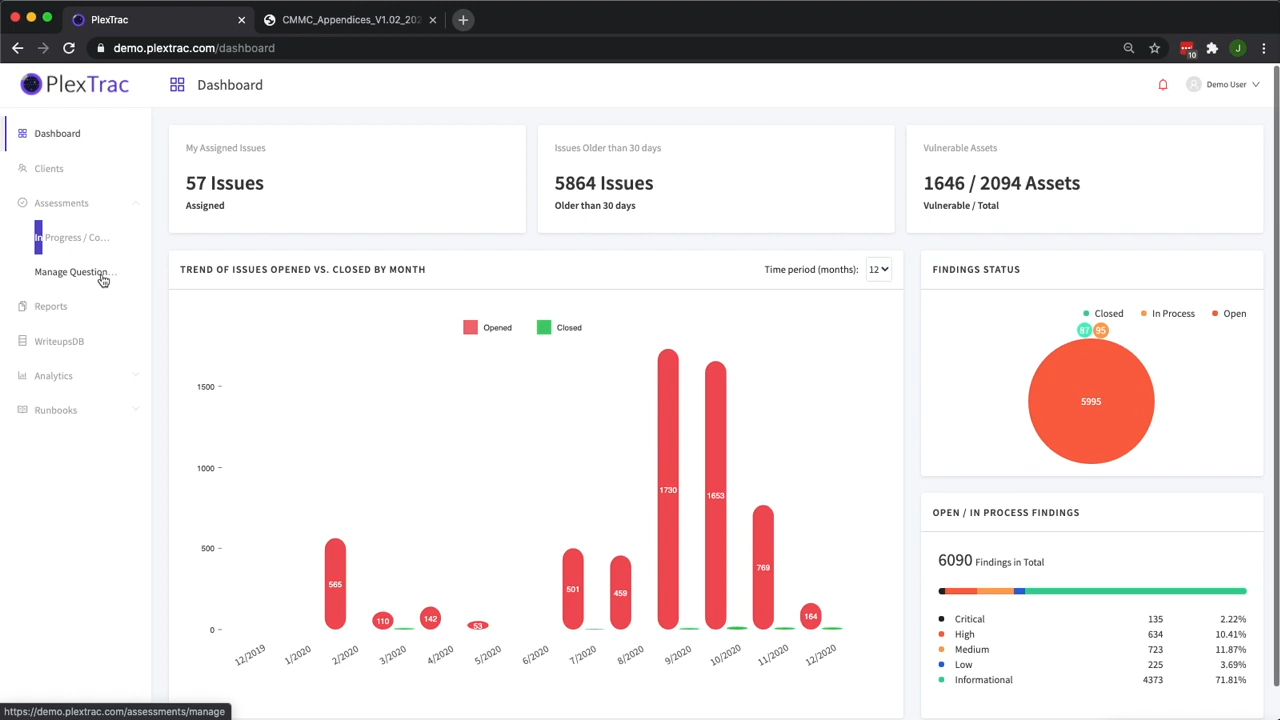 PlexTrac
CMMC_Appendices_V1.02_202
demo.plextrac.com/dashboard
10
J
PlexTrac
Dashboard
Demo User
Dashboard
Clients
Assessments
In Progress / Co...
Manage Question...
Reports
WriteupsDB
Analytics
Runbooks
My Assigned Issues
57 Issues
Assigned
Issues Older than 30 days
5864 Issues
Older than 30 days
Vulnerable Assets
1646 / 2094 Assets
Vulnerable / Total
TREND OF ISSUES OPENED VS. CLOSED BY MONTH
Time period (months): 12
Opened Closed
1500
1000
500
0
565
110
142
53
501
459
1730
1653
769
164
12/2019
1/2020
2/2020
3/2020
4/2020
5/2020
6/2020
7/2020
8/2020
9/2020
10/2020
11/2020
12/2020
FINDINGS STATUS
Closed In Process Open
87 95
5995
OPEN / IN PROCESS FINDINGS
6090 Findings in Total
Critical 135 2.22%
High 634 10.41%
Medium 723 11.87%
Low 225 3.69%
Informational 4373 71.81%
https://demo.plextrac.com/assessments/manage